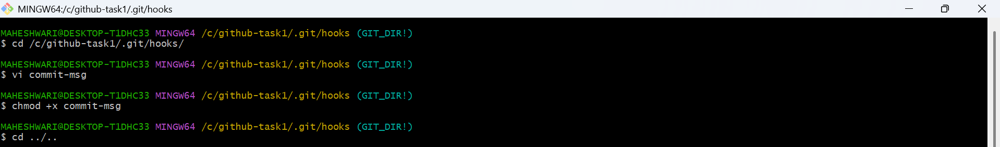 MINGW64:/c/github-task1/.git/hooks
MAHESHWARI@DESKTOP-T1DHC33 MINGW64 /c/github-task1/.git/hooks (GIT_DIR!)
$ cd /c/github-task1/.git/hooks/
MAHESHWARI@DESKTOP-T1DHC33 MINGW64 /c/github-task1/.git/hooks (GIT_DIR!)
$ vi commit-msg
MAHESHWARI@DESKTOP-T1DHC33 MINGW64 /c/github-task1/.git/hooks (GIT_DIR!)
$ chmod +x commit-msg
MAHESHWARI@DESKTOP-T1DHC33 MINGW64 /c/github-task1/.git/hooks (GIT_DIR!)
$ cd ../..